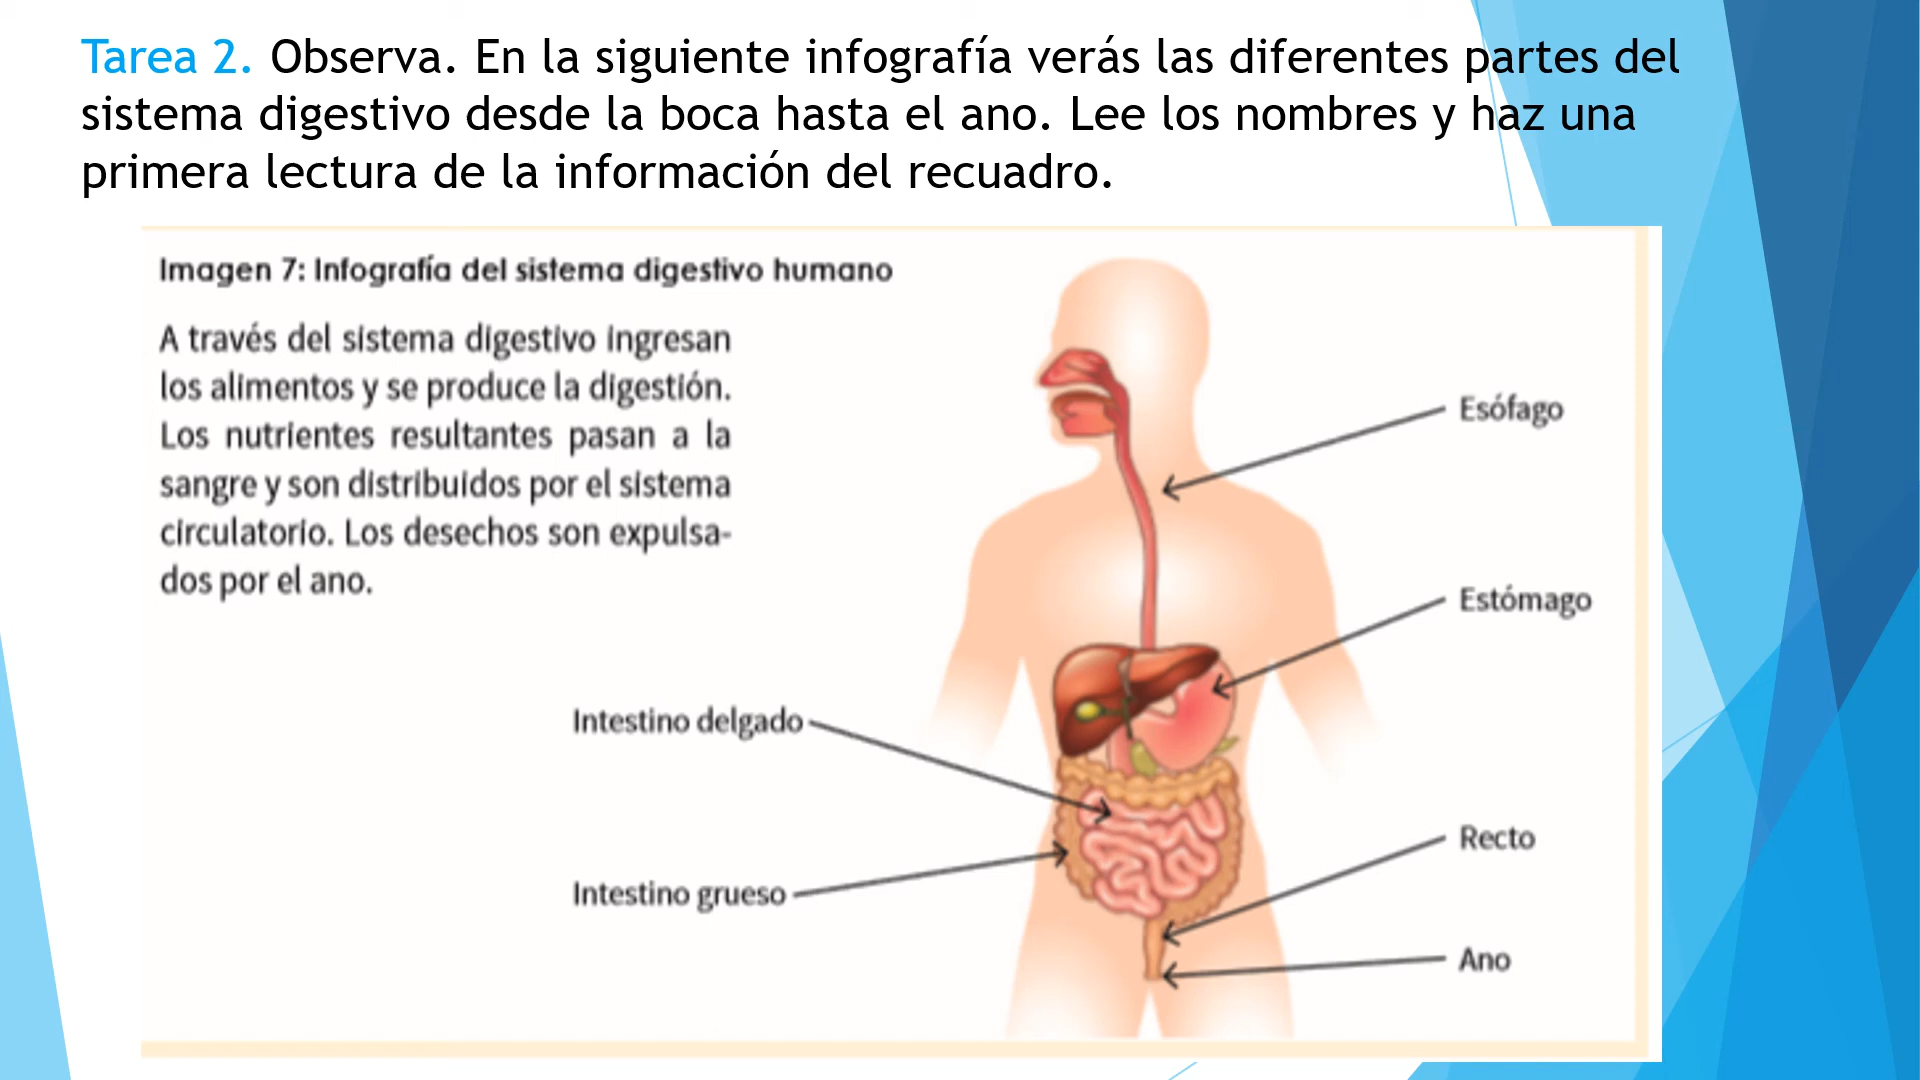 Tarea 2. Observa. En la siguiente infografía verás las diferentes partes del
sistema digestivo desde la boca hasta el ano. Lee los nombres y haz una
primera lectura de la información del recuadro.
Imagen 7: Infografía del sistema digestivo humano
A través del sistema digestivo ingresan
los alimentos y se produce la digestión.
Los nutrientes resultantes pasan a la
sangre y son distribuidos por el sistema
circulatorio. Los desechos son expulsa-
dos por el ano.
Esófago
Estómago
Intestino delgado
Recto
Intestino grueso
Ano